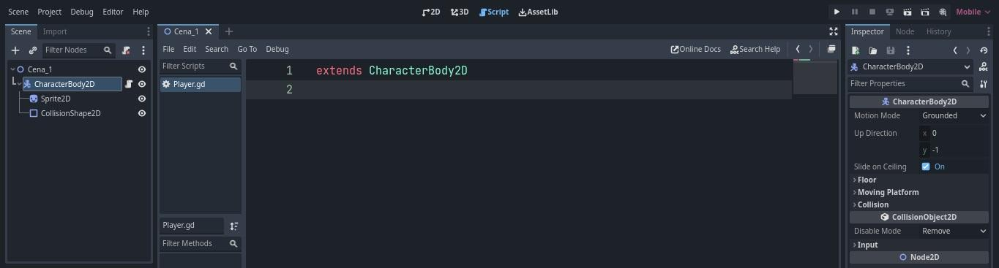 Scene Project Debug Editor Help 2D 3D Script AssetLib Mobile
Scene Import
Filter Nodes
Cena_1
CharacterBody2D
Sprite2D
CollisionShape2D
Cena_1
File Edit Search Go To Debug Online Docs Search Help
Filter Scripts
Player.gd
Player.gd
Filter Methods
1 extends CharacterBody2D
2
Inspector Node History
CharacterBody2D
Filter Properties
CharacterBody2D
Motion Mode Grounded
Up Direction x 0
y -1
Slide on Ceiling On
Floor
Moving Platform
Collision
CollisionObject2D
Disable Mode Remove
Input
Node2D